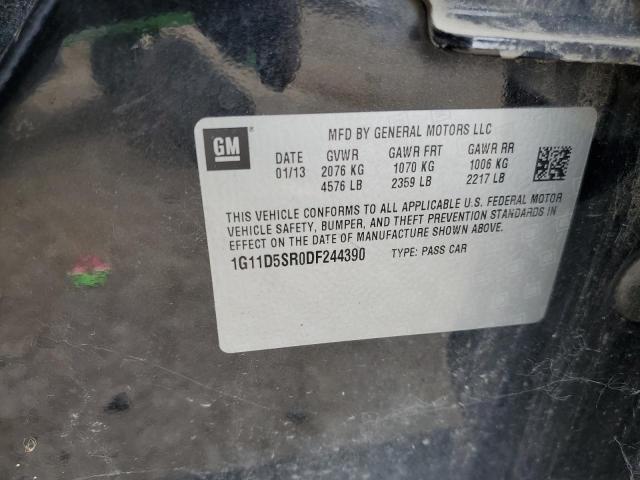 GM
MFD BY GENERAL MOTORS LLC
DATE GVWR GAWR FRT GAWR RR
01/13 2076 KG 1070 KG 1006 KG
4576 LB 2359 LB 2217 LB
THIS VEHICLE CONFORMS TO ALL APPLICABLE U.S. FEDERAL MOTOR
VEHICLE SAFETY, BUMPER, AND THEFT PREVENTION STANDARDS IN
EFFECT ON THE DATE OF MANUFACTURE SHOWN ABOVE.
1G11D5SR0DF244390 TYPE: PASS CAR